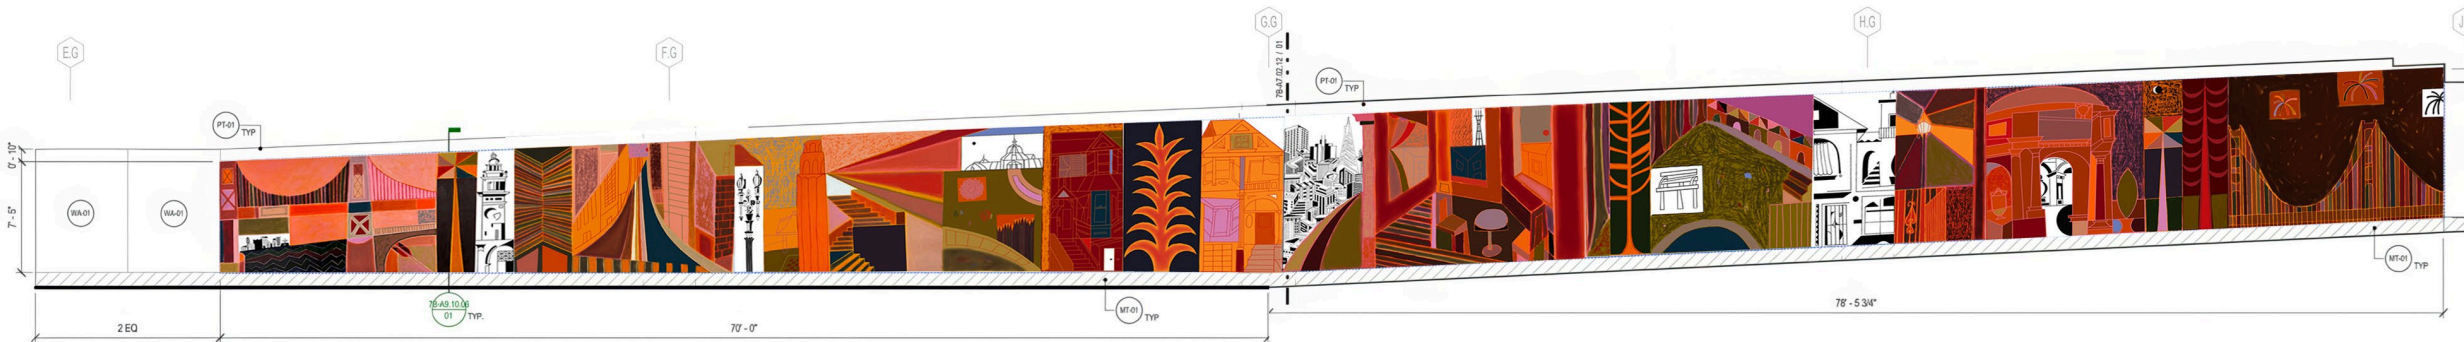 E.G
F.G
G.G
H.G
J
7B-A7.02.12 / 01
PT-01
TYP
PT-01
TYP
0' - 10"
7' - 5"
WA-01
WA-01
7B-A9.10.06
01
TYP.
MT-01
TYP
MT-01
TYP
2 EQ
70' - 0"
78' - 5 3/4"